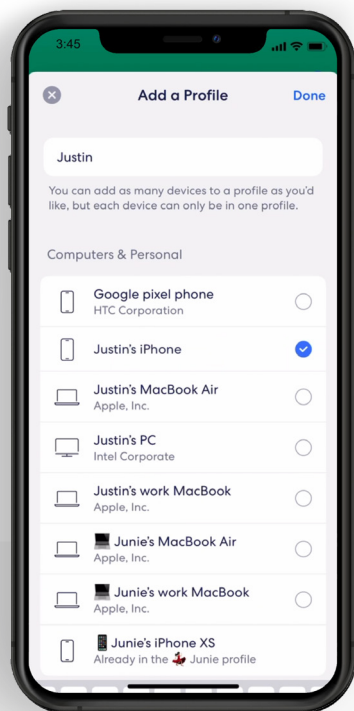 3:45
Add a Profile
Done
Justin
You can add as many devices to a profile as you'd
like, but each device can only be in one profile.
Computers & Personal
Google pixel phone
HTC Corporation
Justin's iPhone
Justin's MacBook Air
Apple, Inc.
Justin's PC
Intel Corporate
Justin's work MacBook
Apple, Inc.
💻 Junie's MacBook Air
Apple, Inc.
💻 Junie's work MacBook
Apple, Inc.
📱 Junie's iPhone XS
Already in the 💃 Junie profile